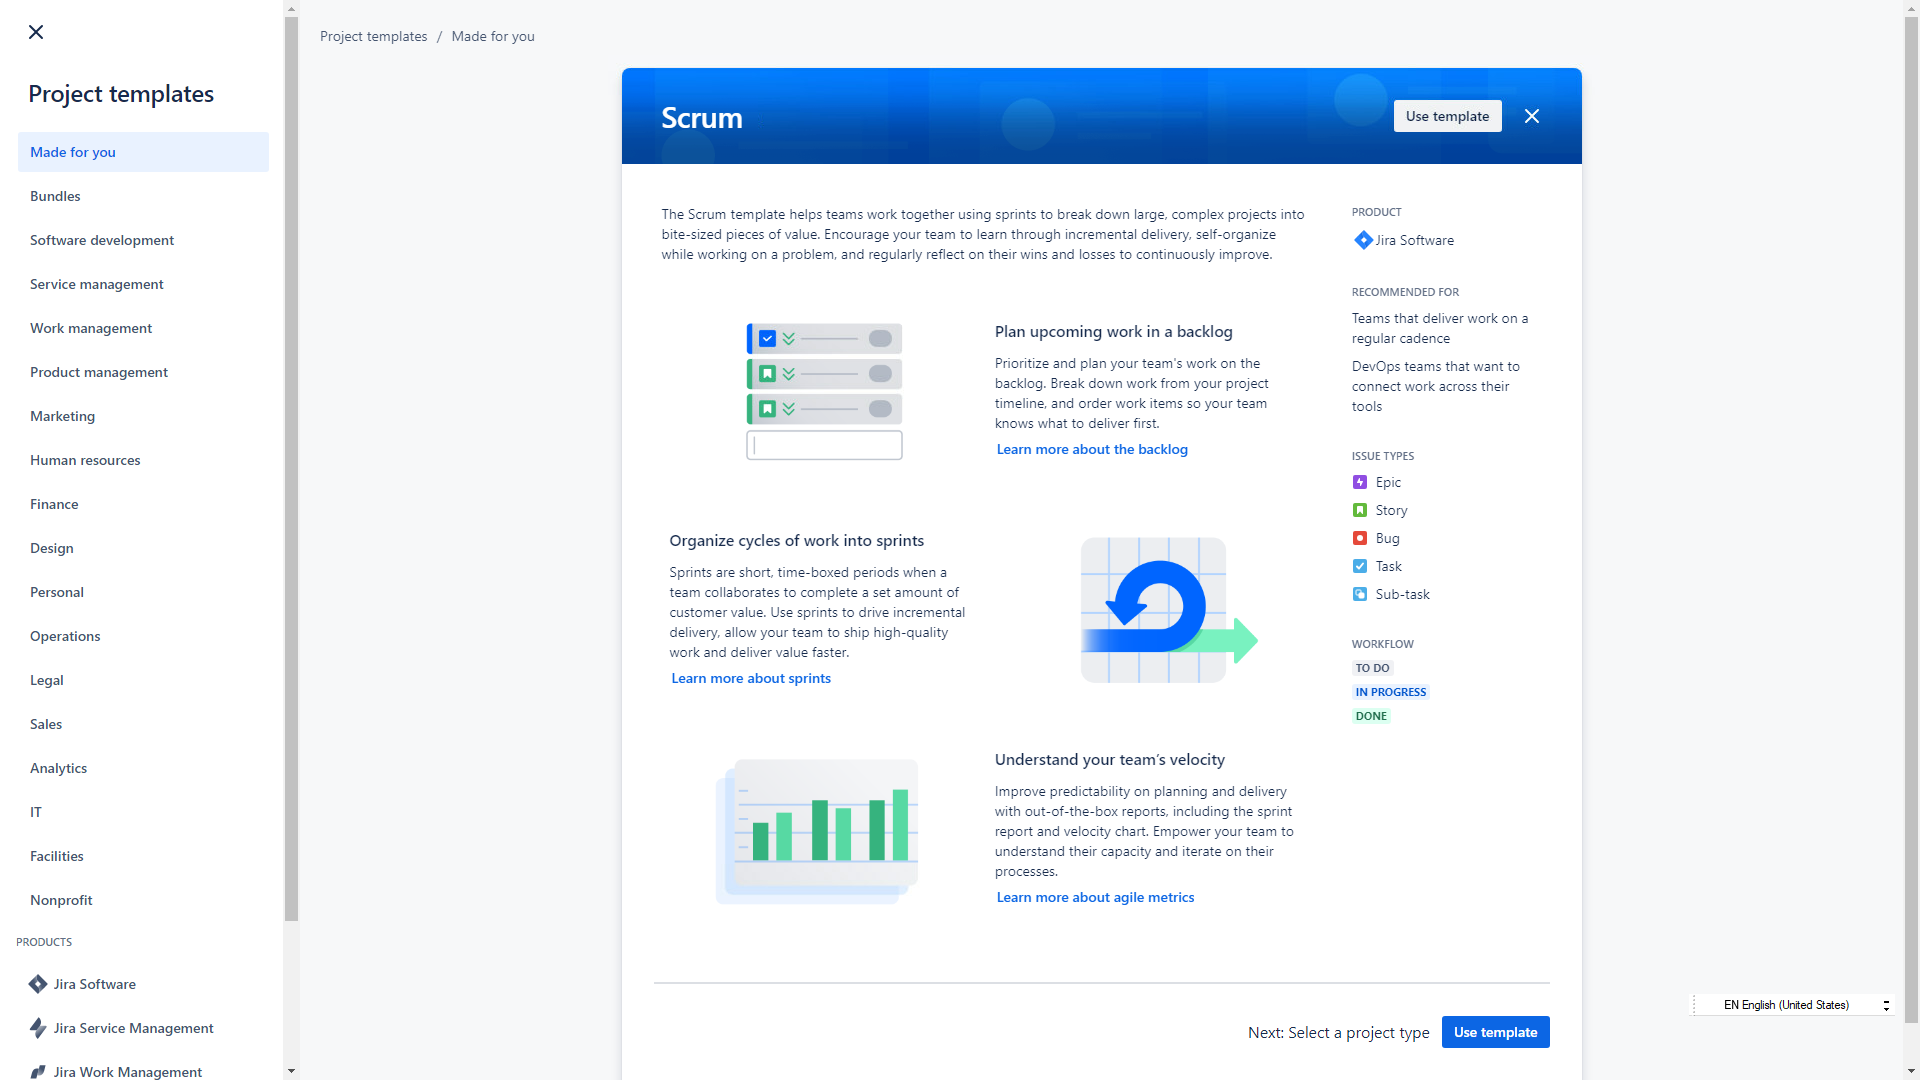 Project templates
Made for you
Bundles
Software development
Service management
Work management
Product management
Marketing
Human resources
Finance
Design
Personal
Operations
Legal
Sales
Analytics
IT
Facilities
Nonprofit
PRODUCTS
Jira Software
Jira Service Management
Jira Work Management
Project templates / Made for you
Scrum
Use template
The Scrum template helps teams work together using sprints to break down large, complex projects into
bite-sized pieces of value. Encourage your team to learn through incremental delivery, self-organize
while working on a problem, and regularly reflect on their wins and losses to continuously improve.
Plan upcoming work in a backlog
Prioritize and plan your team's work on the
backlog. Break down work from your project
timeline, and order work items so your team
knows what to deliver first.
Learn more about the backlog
Organize cycles of work into sprints
Sprints are short, time-boxed periods when a
team collaborates to complete a set amount of
customer value. Use sprints to drive incremental
delivery, allow your team to ship high-quality
work and deliver value faster.
Learn more about sprints
Understand your team’s velocity
Improve predictability on planning and delivery
with out-of-the-box reports, including the sprint
report and velocity chart. Empower your team to
understand their capacity and iterate on their
processes.
Learn more about agile metrics
PRODUCT
Jira Software
RECOMMENDED FOR
Teams that deliver work on a
regular cadence
DevOps teams that want to
connect work across their
tools
ISSUE TYPES
Epic
Story
Bug
Task
Sub-task
WORKFLOW
TO DO
IN PROGRESS
DONE
Next: Select a project type
Use template
EN English (United States)